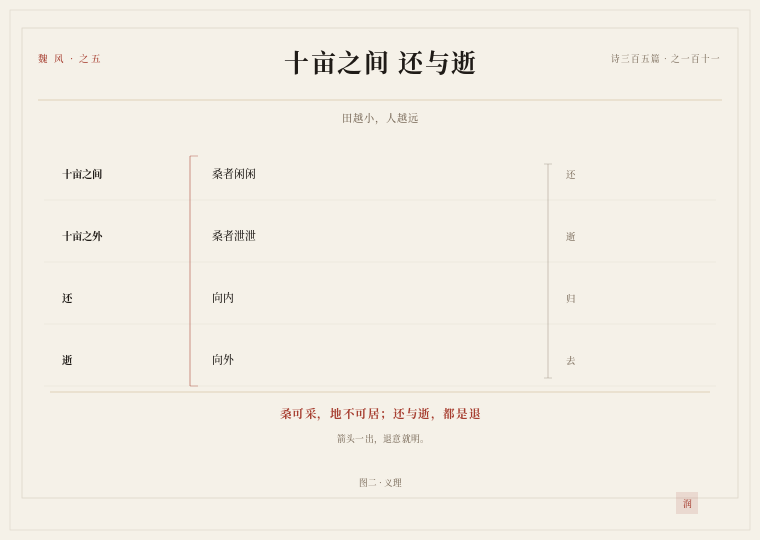 魏 风 · 之五
十亩之间 还与逝
诗三百五篇 · 之一百十一
田越小，人越远
十亩之间 桑者闲闲 还
十亩之外 桑者泄泄 逝
还 向内 归
逝 向外 去
桑可采，地不可居；还与逝，都是退
箭头一出，退意就明。
图二 · 义理
润